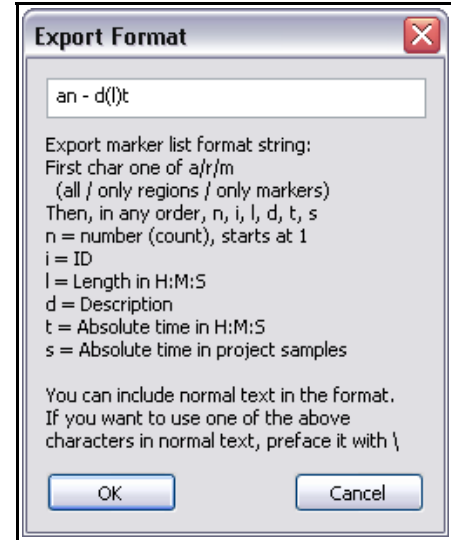 Export Format
an - d(l)t
Export marker list format string:
First char one of a/r/m
(all / only regions / only markers)
Then, in any order, n, i, l, d, t, s
n = number (count), starts at 1
i = ID
l = Length in H:M:S
d = Description
t = Absolute time in H:M:S
s = Absolute time in project samples
You can include normal text in the format.
If you want to use one of the above
characters in normal text, preface it with \
OK
Cancel